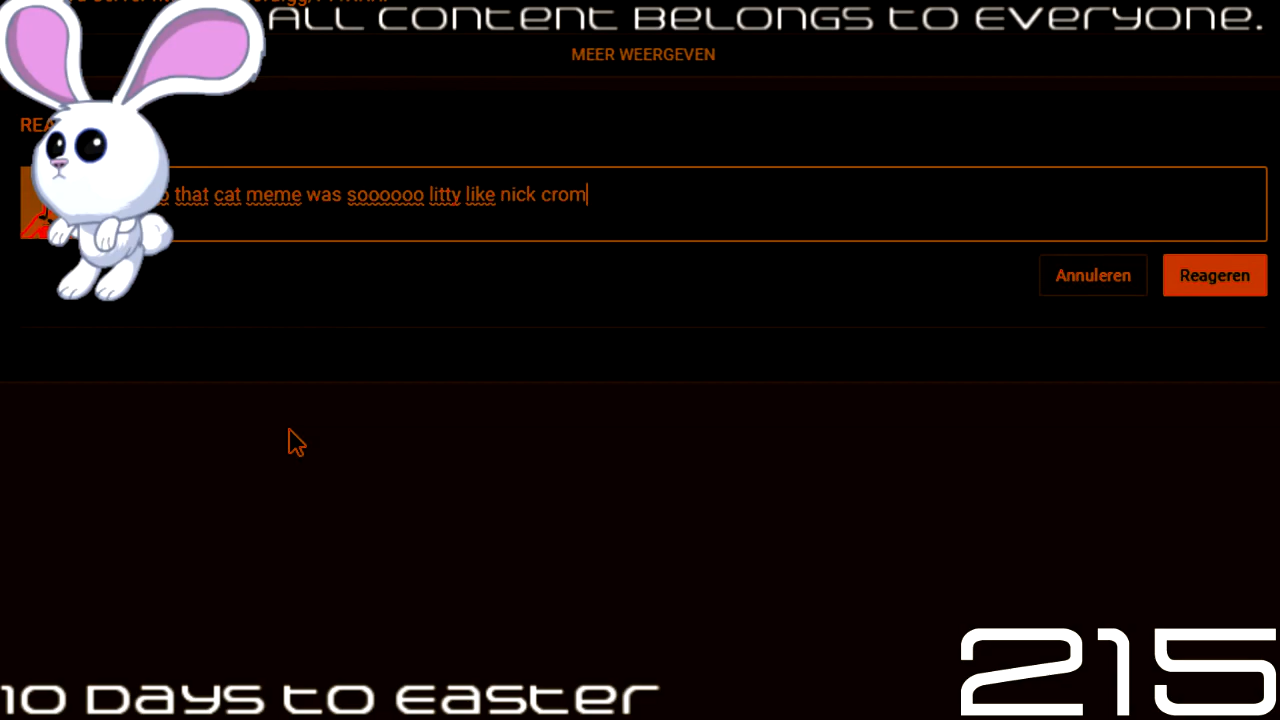 ALL CONTENT BELONGS TO EVERYONE.
MEER WEERGEVEN
that cat meme was soooooo litty like nick crom
Annuleren
Reageren
215
10 Days to Easter